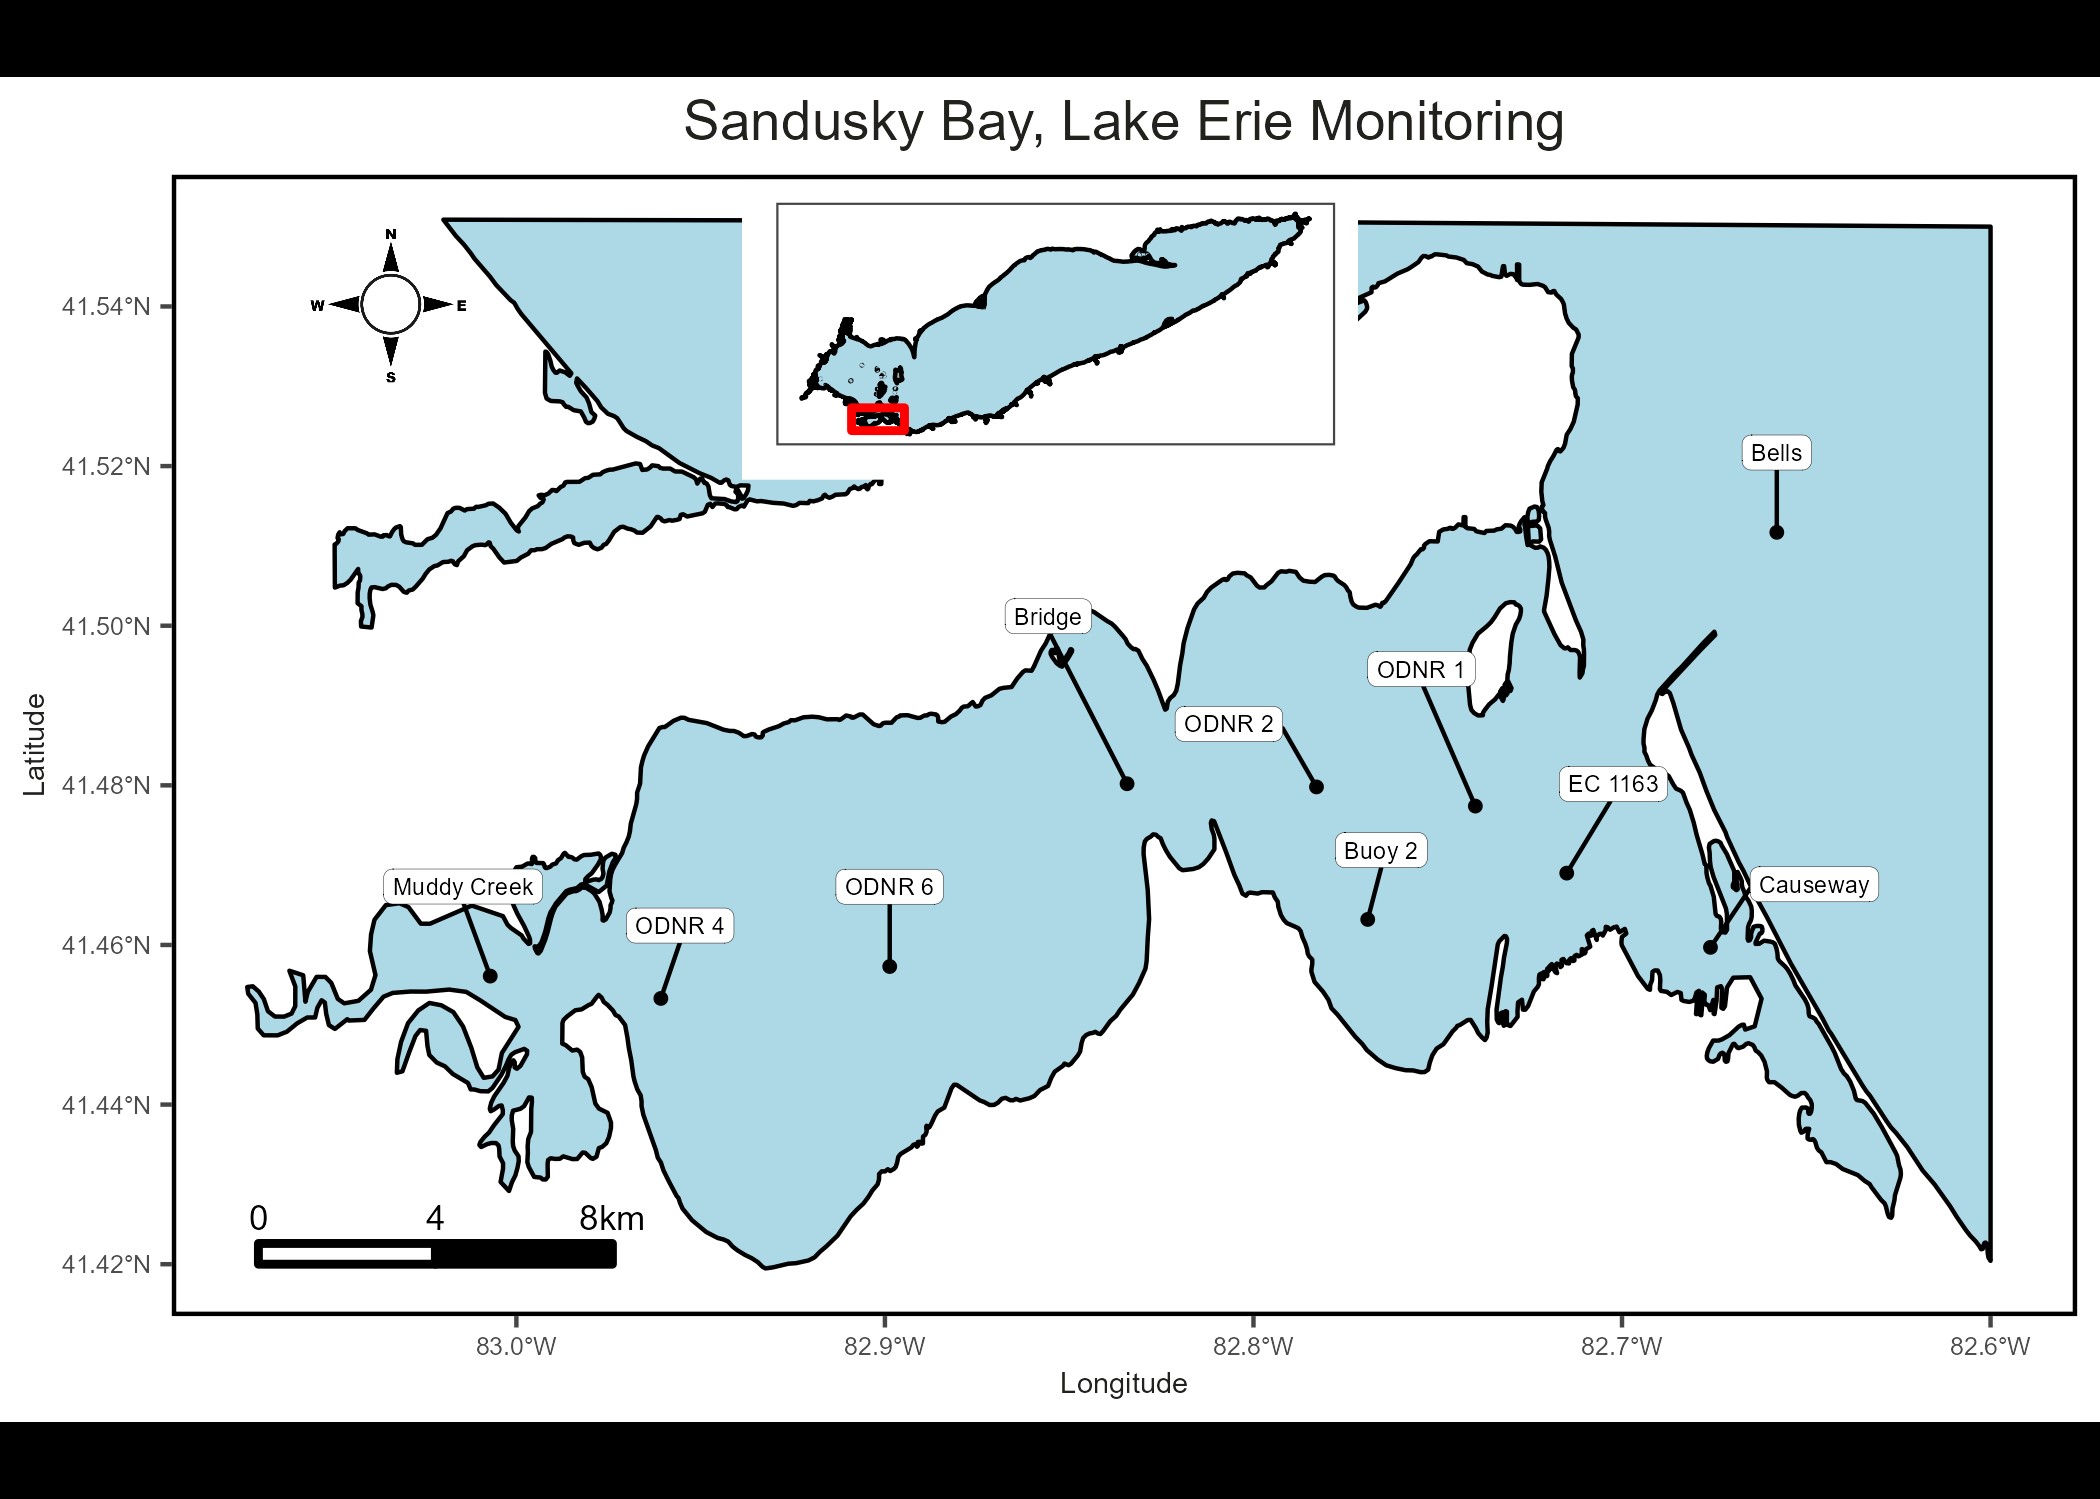 Sandusky Bay, Lake Erie Monitoring
N
W E
S
41.54°N
41.52°N
41.50°N
41.48°N
41.46°N
41.44°N
41.42°N
Latitude
Bells
Bridge
ODNR 1
ODNR 2
EC 1163
Buoy 2
Causeway
Muddy Creek
ODNR 6
ODNR 4
0 4 8km
83.0°W 82.9°W 82.8°W 82.7°W 82.6°W
Longitude